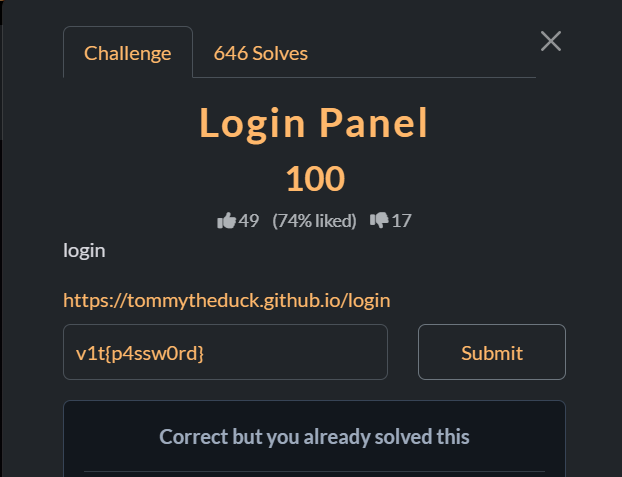 Challenge
646 Solves
Login Panel
100
49 (74% liked) 17
login
https://tommytheduck.github.io/login
v1t{p4ssw0rd}
Submit
Correct but you already solved this